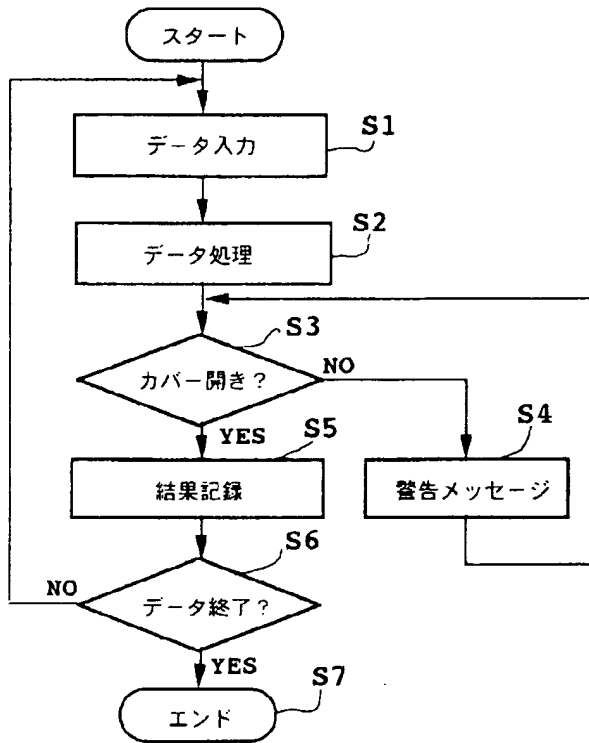 スタート
データ入力
S1
データ処理
S2
S3
カバー開き?
NO
YES
S5
S4
結果記録
警告メッセージ
S6
NO
データ終了?
YES
S7
エンド